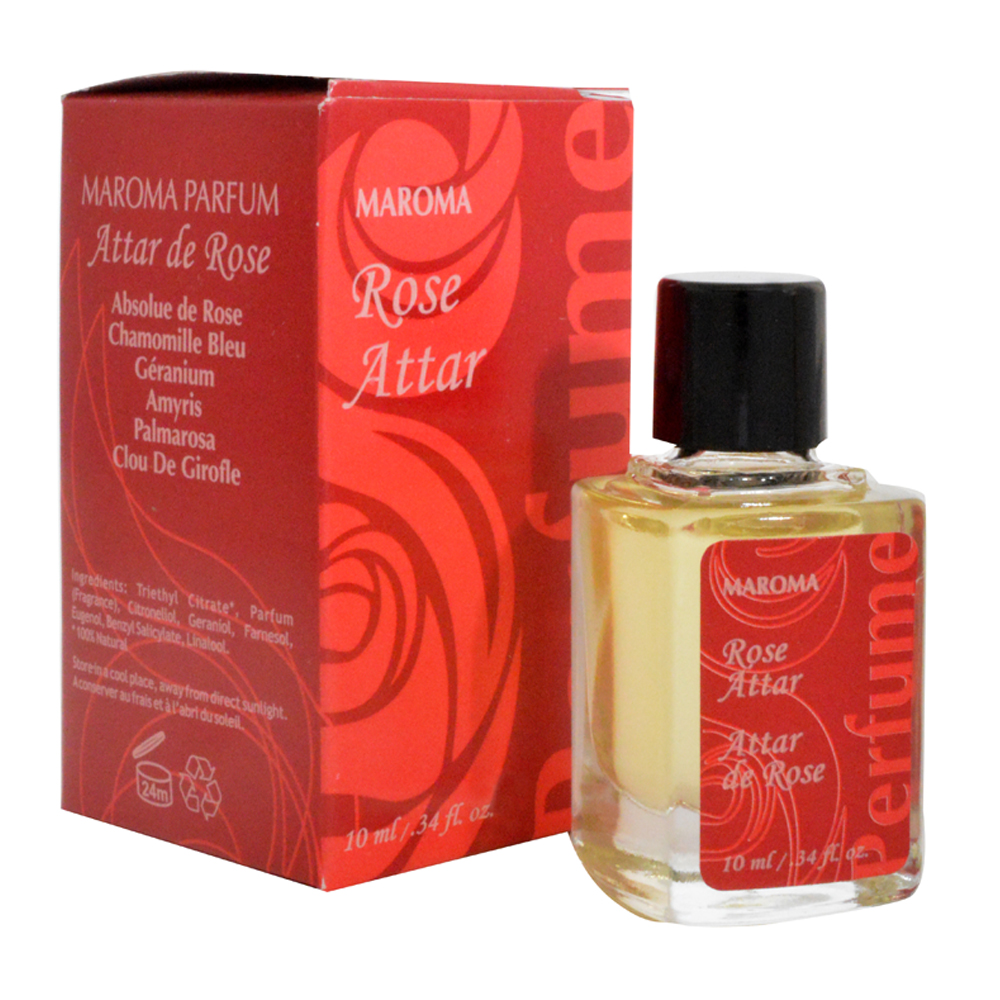 MAROMA PARFUM
Attar de Rose
Absolue de Rose
Chamomille Bleu
Géranium
Amyris
Palmarosa
Clou De Girofle
Ingredients: Triethyl Citrate*, Parfum
(Fragrance), Citronellol, Geraniol, Farnesol,
Eugenol, Benzyl Salicylate, Linalool.
*100% Natural
Store in a cool place, away from direct sunlight.
A conserver au frais et à l'abri du soleil.
24m
MAROMA
Rose
Attar
Perfume
10 ml / .34 fl. oz.
MAROMA
Rose
Attar
Attar
de Rose
Perfume
10 ml / .34 fl. oz.